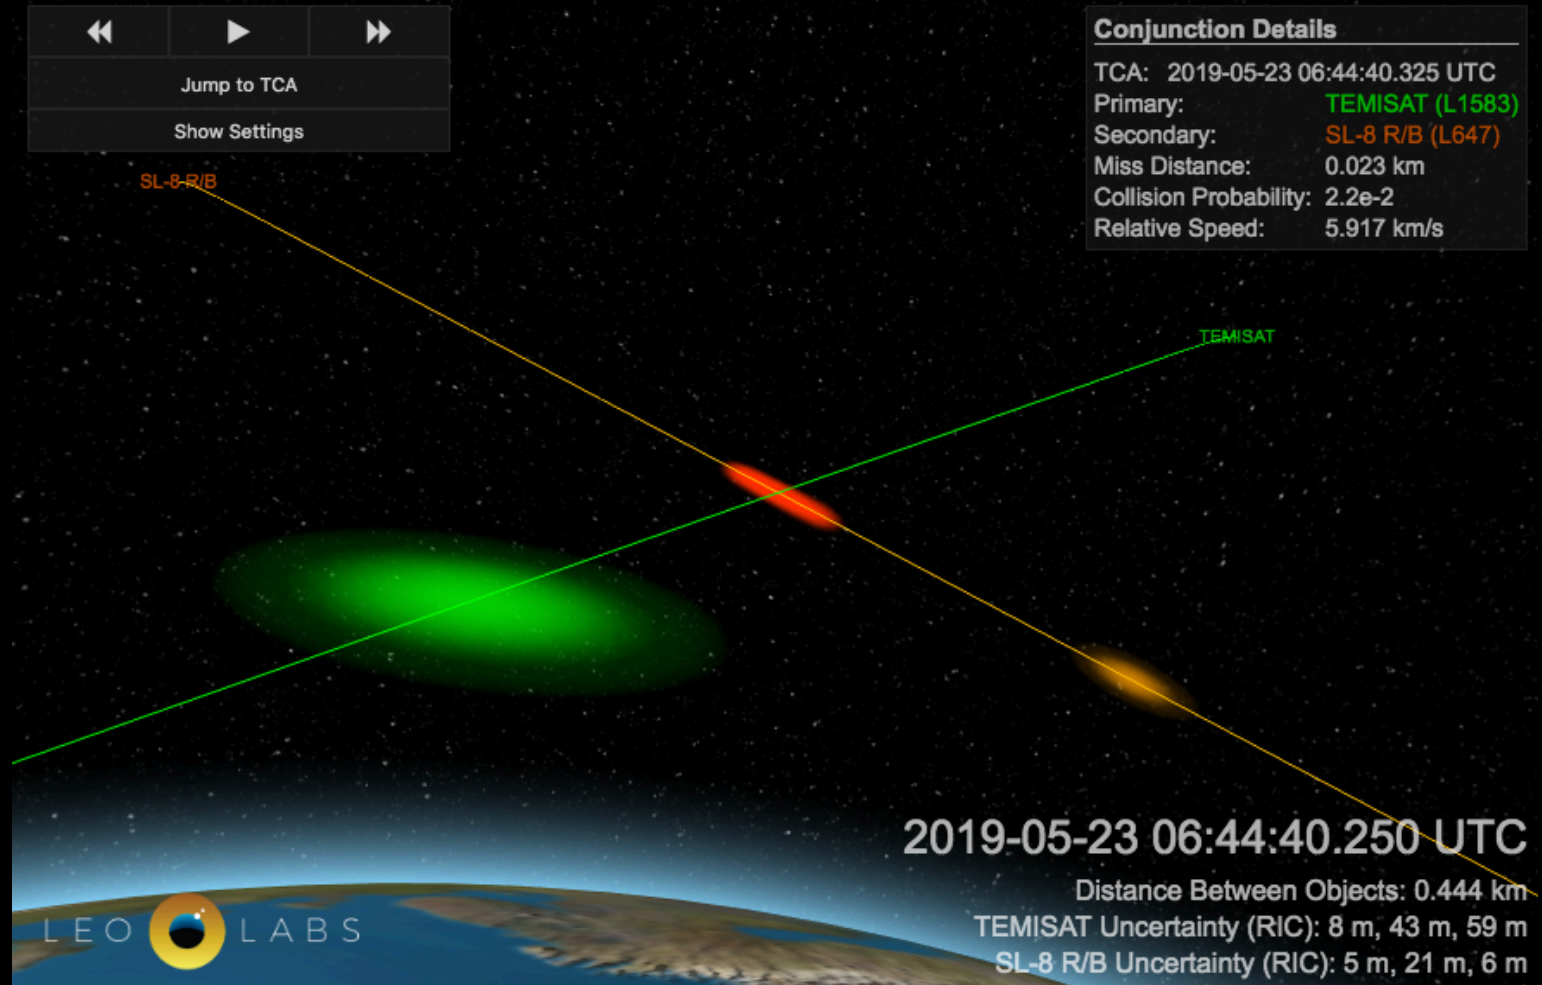 Jump to TCA
Show Settings
Conjunction Details
TCA: 2019-05-23 06:44:40.325 UTC
Primary: TEMISAT (L1583)
Secondary: SL-8 R/B (L647)
Miss Distance: 0.023 km
Collision Probability: 2.2e-2
Relative Speed: 5.917 km/s
SL-8 R/B
TEMISAT
2019-05-23 06:44:40.250 UTC
Distance Between Objects: 0.444 km
TEMISAT Uncertainty (RIC): 8 m, 43 m, 59 m
SL-8 R/B Uncertainty (RIC): 5 m, 21 m, 6 m
LEO LABS